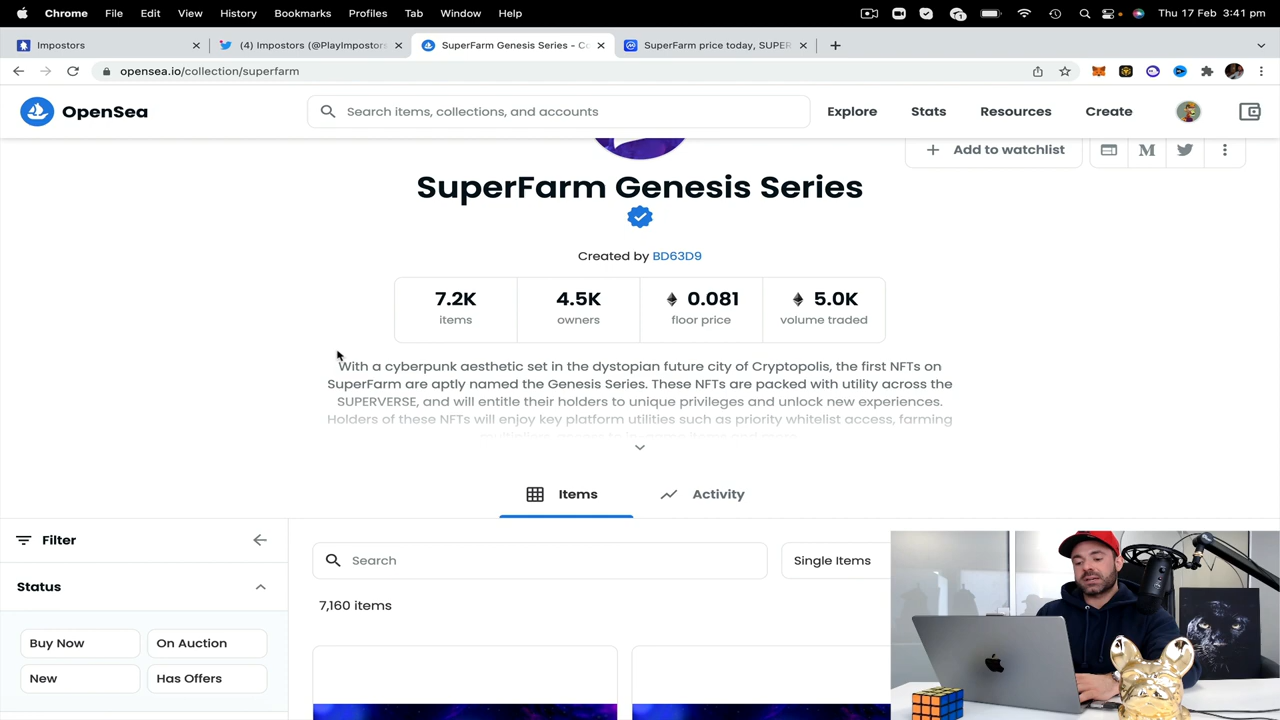 Chrome File Edit View History Bookmarks Profiles Tab Window Help Thu 17 Feb 3:41 pm
Impostors (4) Impostors (@PlayImpostors SuperFarm Genesis Series - Co SuperFarm price today, SUPER
opensea.io/collection/superfarm
OpenSea Search items, collections, and accounts Explore Stats Resources Create
Add to watchlist
SuperFarm Genesis Series
Created by BD63D9
7.2K 4.5K 0.081 5.0K
items owners floor price volume traded
With a cyberpunk aesthetic set in the dystopian future city of Cryptopolis, the first NFTs on
SuperFarm are aptly named the Genesis Series. These NFTs are packed with utility across the
SUPERVERSE, and will entitle their holders to unique privileges and unlock new experiences.
Holders of these NFTs will enjoy key platform utilities such as priority whitelist access, farming
Items Activity
Filter
Search Single Items
Status
7,160 items
Buy Now On Auction
New Has Offers